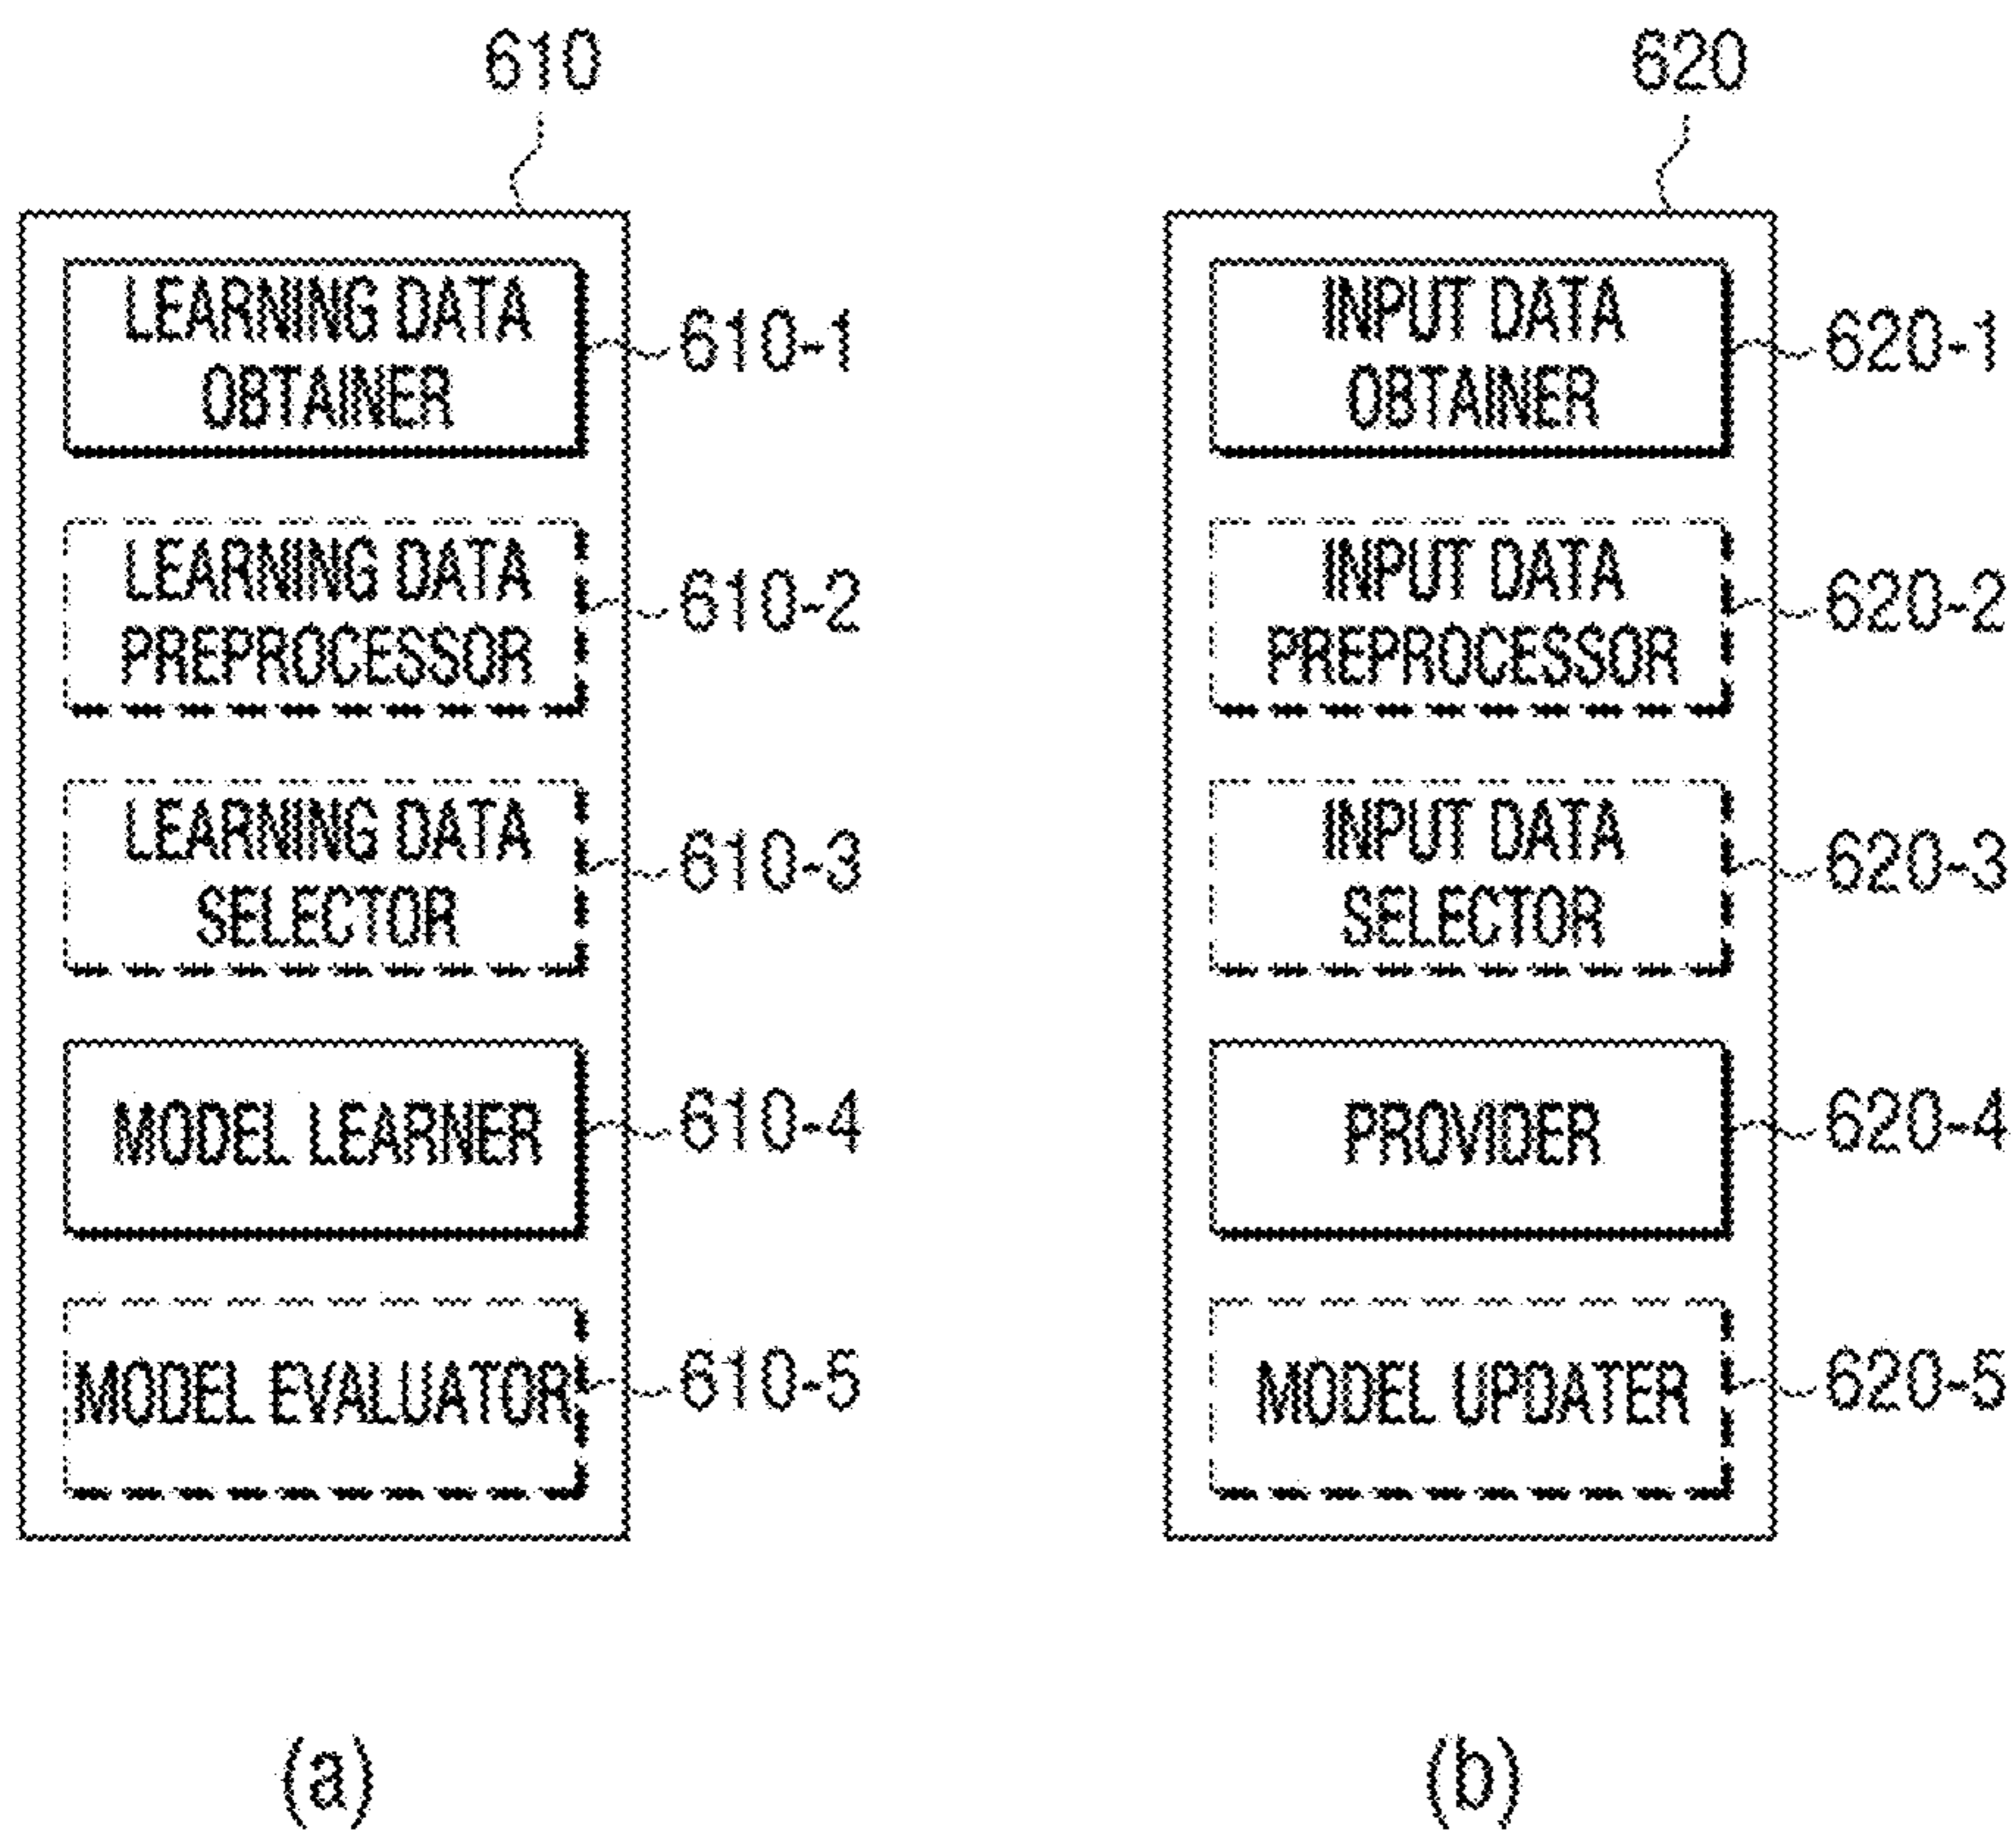 610
LEARNING DATA
OBTAINER
610-1
LEARNING DATA
PREPROCESSOR
610-2
LEARNING DATA
SELECTOR
610-3
MODEL LEARNER
610-4
MODEL EVALUATOR
610-5
(a)
620
INPUT DATA
OBTAINER
620-1
INPUT DATA
PREPROCESSOR
620-2
INPUT DATA
SELECTOR
620-3
PROVIDER
620-4
MODEL UPDATER
620-5
(b)